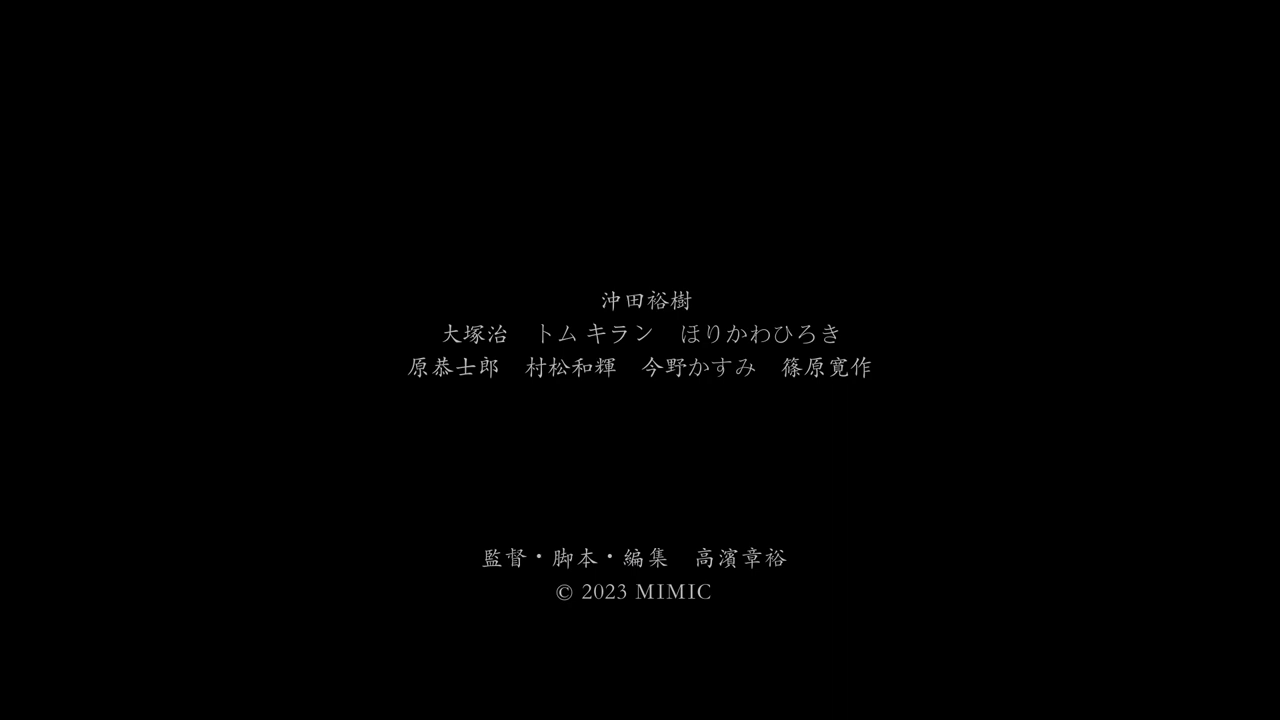 沖田裕樹
大塚治　トム キラン　ほりかわひろき
原恭士郎　村松和輝　今野かすみ　篠原寛作
監督・脚本・編集　高濱章裕
© 2023 MIMIC